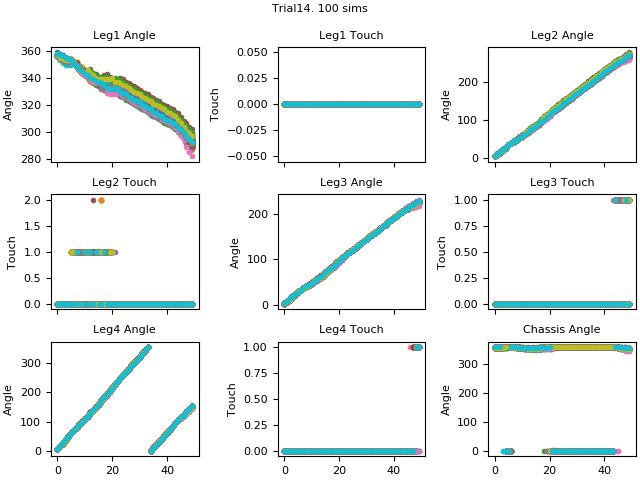 Trial14. 100 sims
Leg1 Angle
Leg1 Touch
Leg2 Angle
360
340
320
300
280
Angle
0.050
0.025
0.000
−0.025
−0.050
Touch
200
100
0
Angle
Leg2 Touch
Leg3 Angle
Leg3 Touch
2.0
1.5
1.0
0.5
0.0
Touch
200
100
0
Angle
1.00
0.75
0.50
0.25
0.00
Touch
Leg4 Angle
Leg4 Touch
Chassis Angle
300
200
100
0
Angle
0 20 40
1.00
0.75
0.50
0.25
0.00
Touch
0 20 40
300
200
100
0
Angle
0 20 40